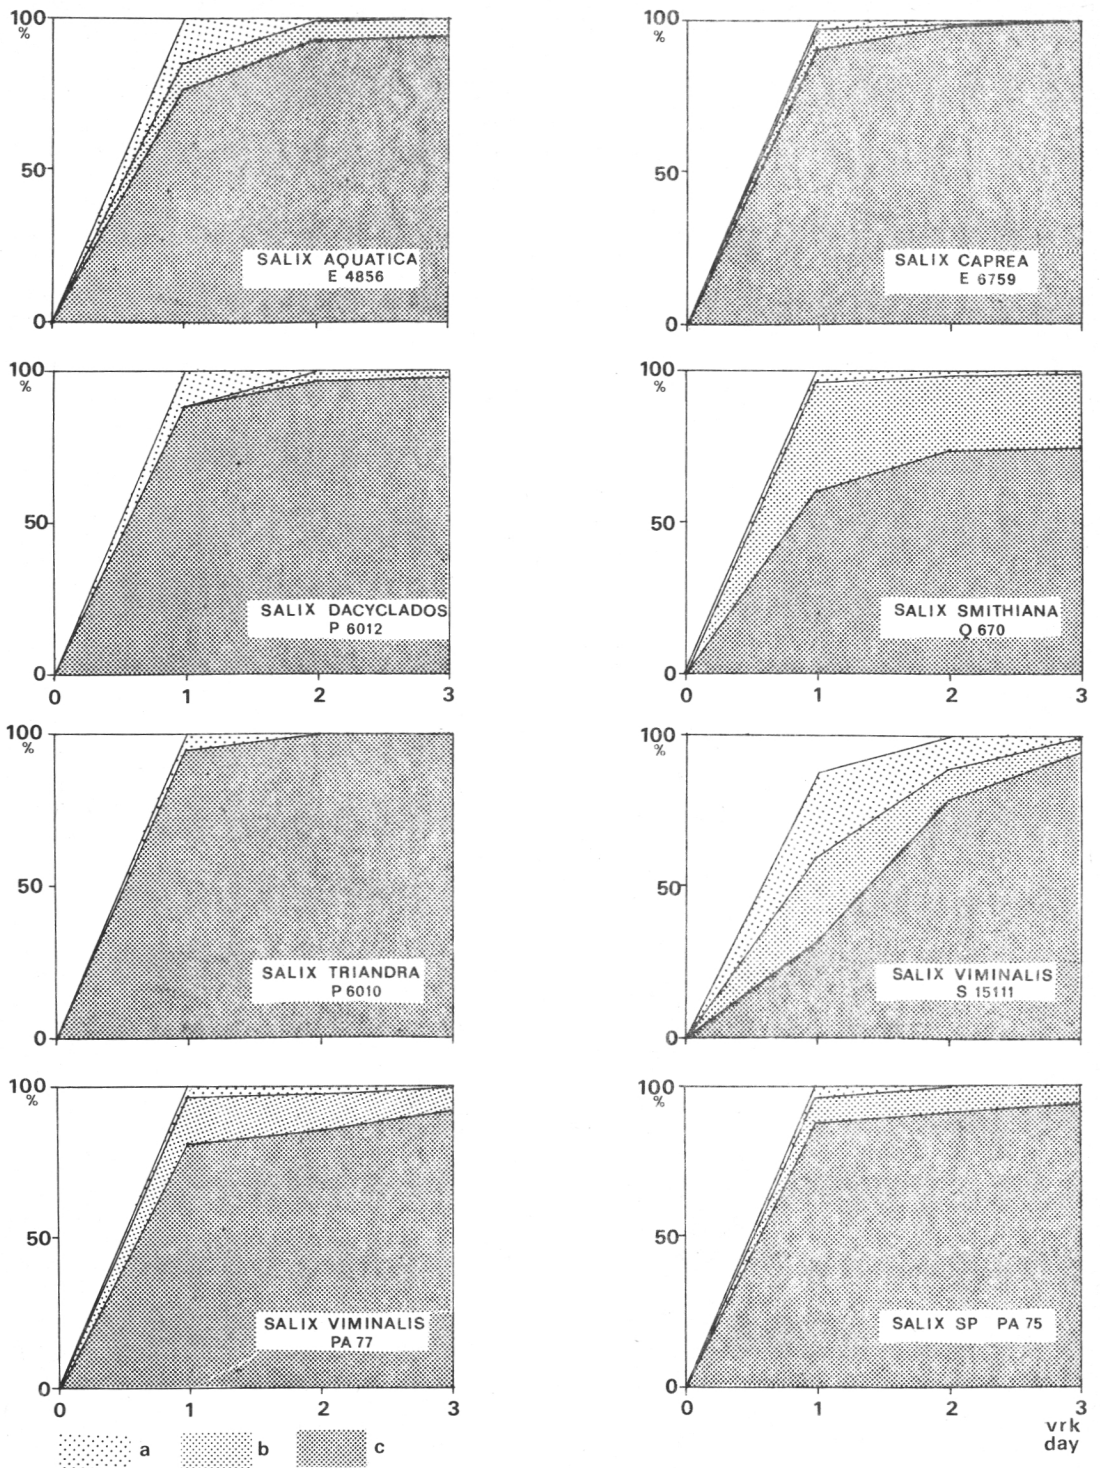 100
%
50
0
SALIX AQUATICA
E 4856
100
%
50
0
SALIX CAPREA
E 6759
100
%
50
0
SALIX DACYCLADOS
P 6012
0 1 2 3
100
%
50
0
SALIX SMITHIANA
Q 670
0 1 2 3
100
%
50
0
SALIX TRIANDRA
P 6010
100
%
50
0
SALIX VIMINALIS
S 15111
100
%
50
0
SALIX VIMINALIS
PA 77
0 1 2 3
100
%
50
0
SALIX SP PA 75
0 1 2 3
vrk
day
a b c